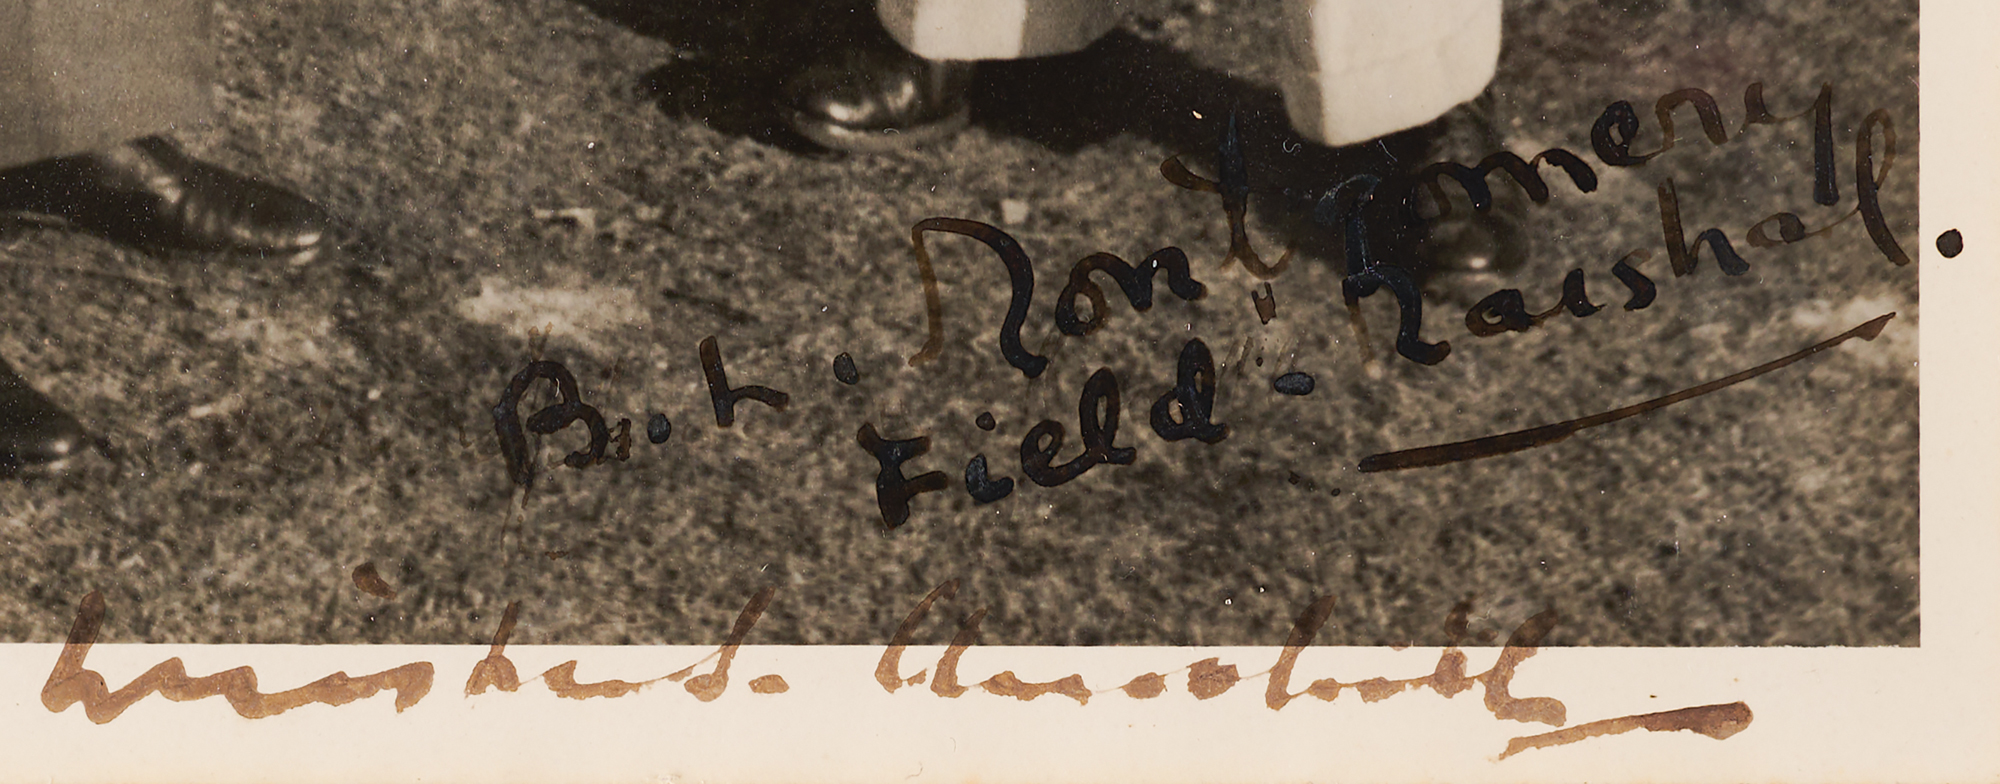 B. L. Montgomery
Field-Marshal.
Winston S. Churchill